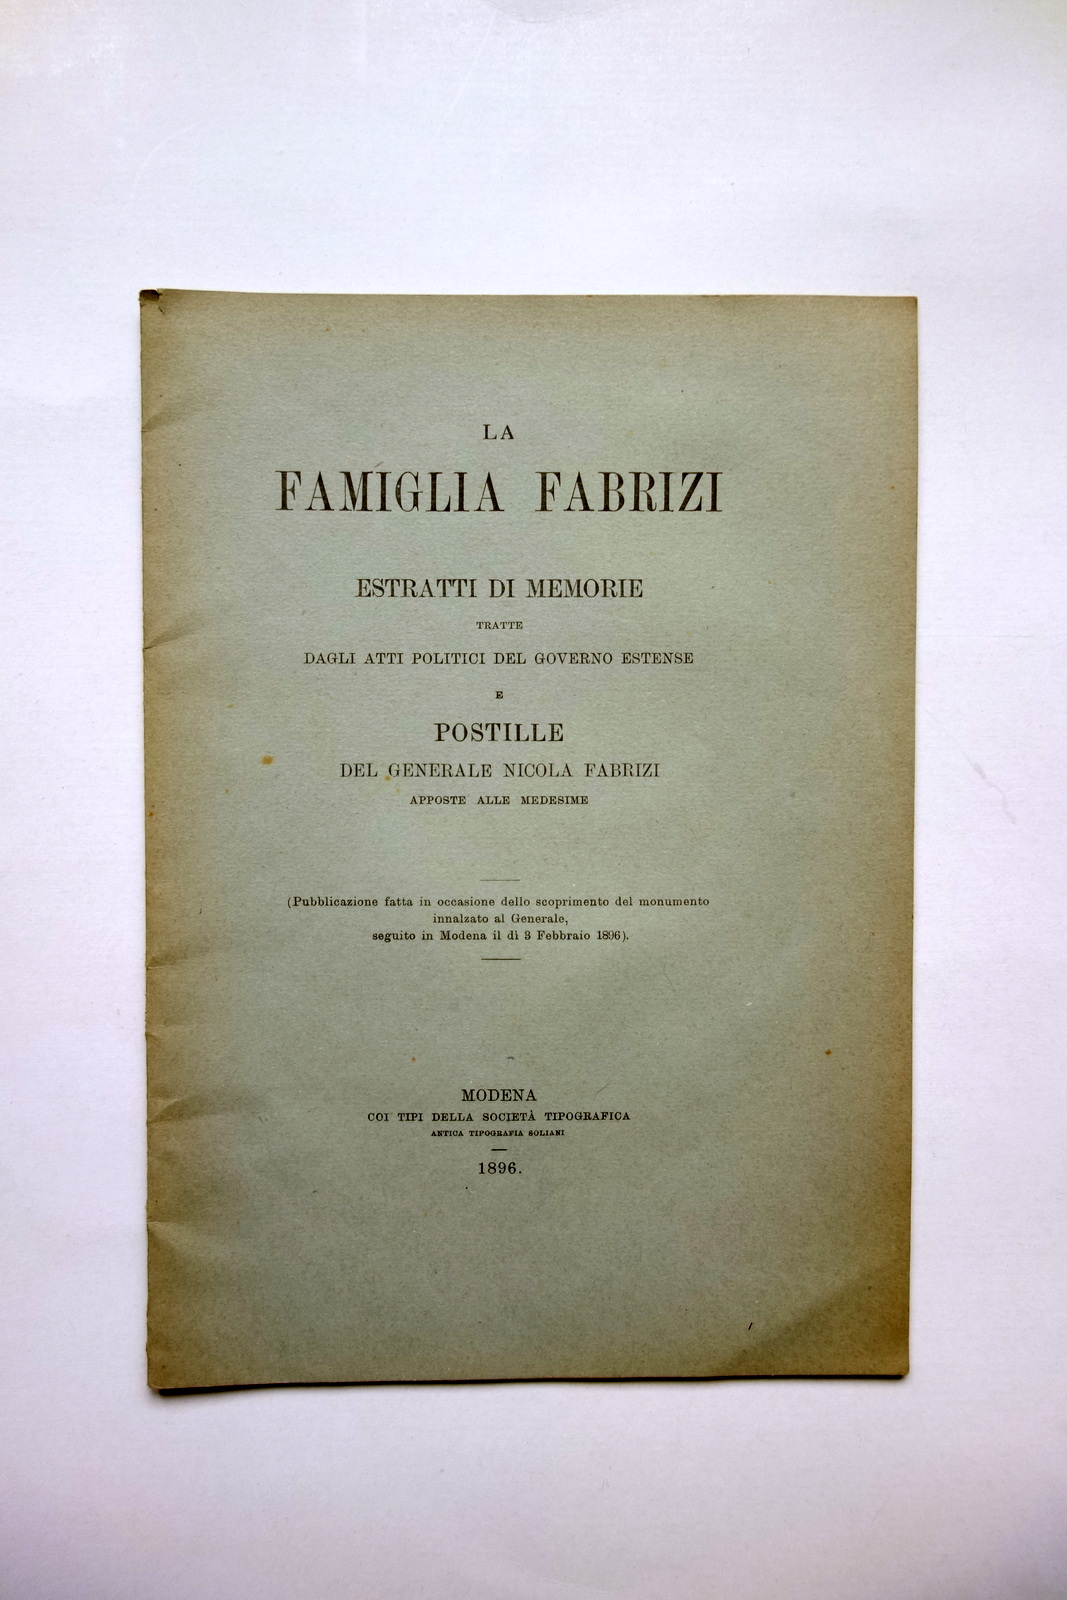 LA
FAMIGLIA FABRIZI
ESTRATTI DI MEMORIE
TRATTE
DAGLI ATTI POLITICI DEL GOVERNO ESTENSE
E
POSTILLE
DEL GENERALE NICOLA FABRIZI
APPOSTE ALLE MEDESIME
(Pubblicazione fatta in occasione dello scoprimento del monumento
innalzato al Generale,
seguito in Modena il dì 3 Febbraio 1896).
MODENA
COI TIPI DELLA SOCIETÀ TIPOGRAFICA
ANTICA TIPOGRAFIA SOLIANI
1896.